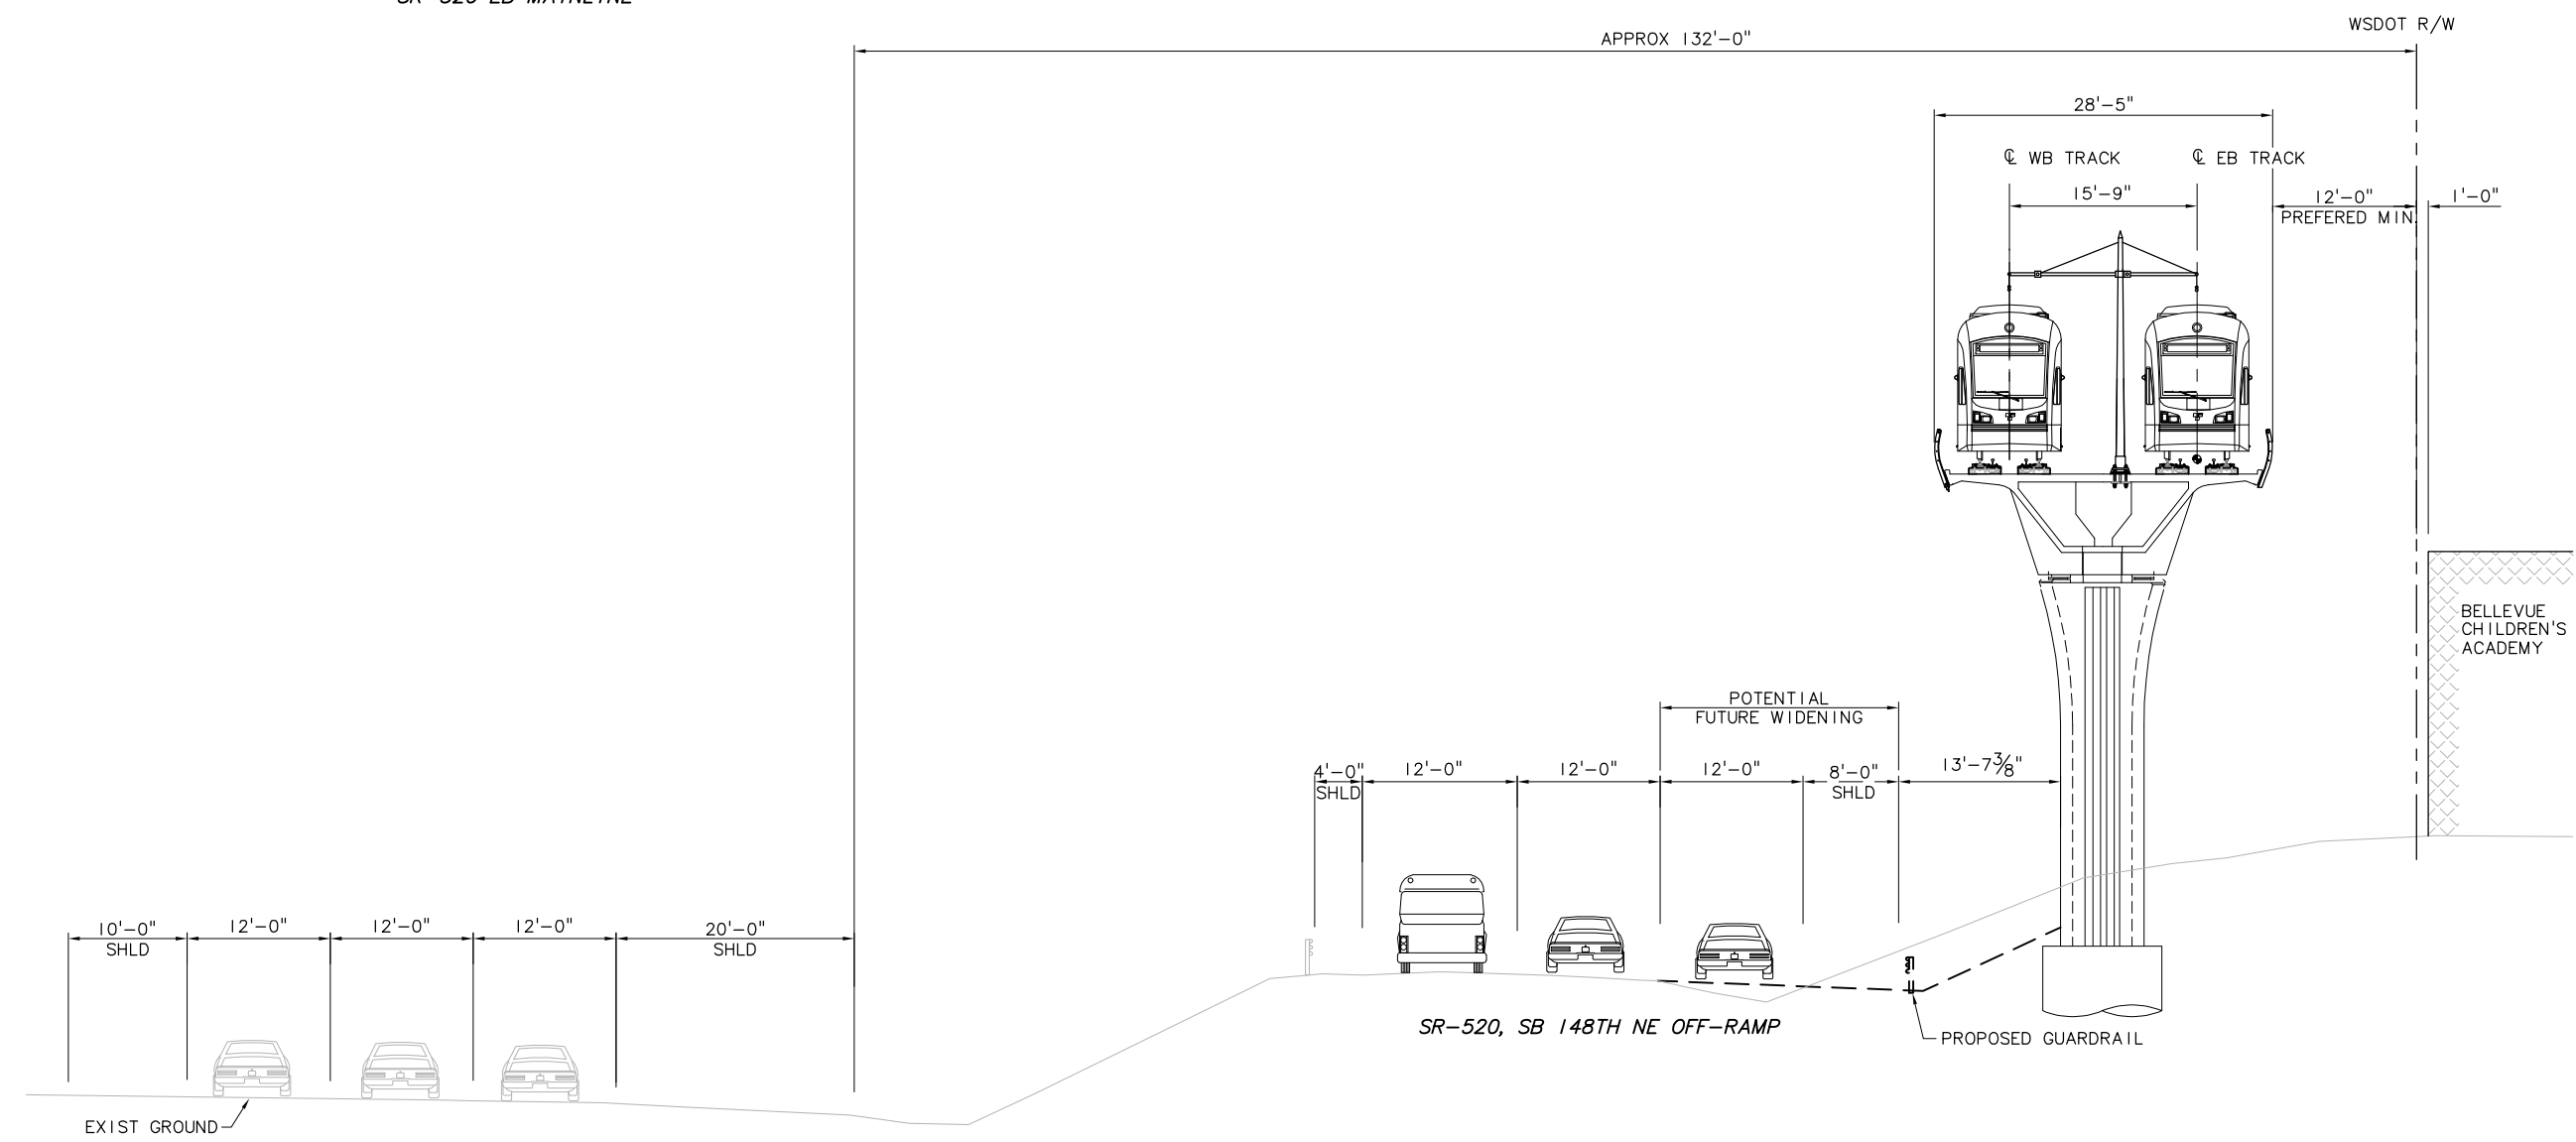 WSDOT R/W
APPROX 132'-0"
28'-5"
℄ WB TRACK
℄ EB TRACK
15'-9"
12'-0"
PREFERED MIN.
1'-0"
BELLEVUE
CHILDREN'S
ACADEMY
POTENTIAL
FUTURE WIDENING
4'-0"
SHLD
12'-0"
12'-0"
12'-0"
8'-0"
SHLD
13'-7⅜"
10'-0"
SHLD
12'-0"
12'-0"
12'-0"
20'-0"
SHLD
SR-520, SB 148TH NE OFF-RAMP
PROPOSED GUARDRAIL
EXIST GROUND